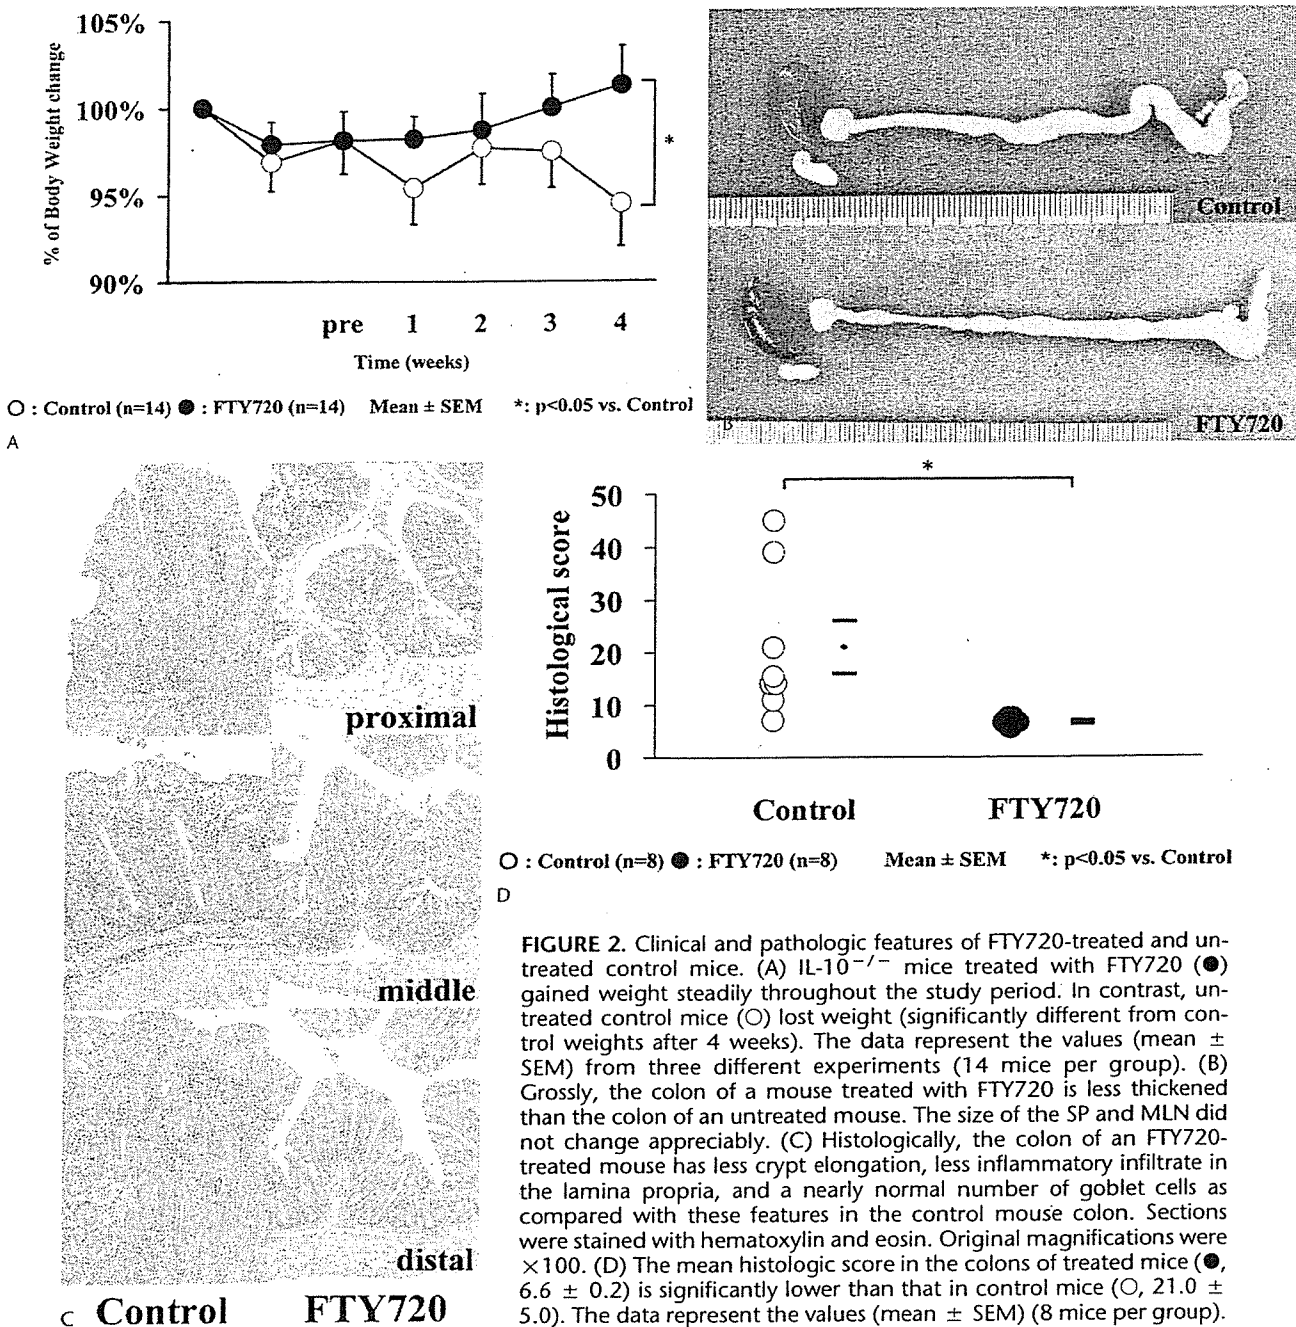 105%
100%
95%
90%
% of Body Weight change
*
pre 1 2 3 4
Time (weeks)
○ : Control (n=14) ● : FTY720 (n=14) Mean ± SEM *: p<0.05 vs. Control
A
Control
B
FTY720
proximal
middle
distal
C Control FTY720
*
50
40
30
20
10
0
Histological score
Control FTY720
○ : Control (n=8) ● : FTY720 (n=8) Mean ± SEM *: p<0.05 vs. Control
D
FIGURE 2. Clinical and pathologic features of FTY720-treated and un-
treated control mice. (A) IL-10⁻/⁻ mice treated with FTY720 (●)
gained weight steadily throughout the study period. In contrast, un-
treated control mice (○) lost weight (significantly different from con-
trol weights after 4 weeks). The data represent the values (mean ±
SEM) from three different experiments (14 mice per group). (B)
Grossly, the colon of a mouse treated with FTY720 is less thickened
than the colon of an untreated mouse. The size of the SP and MLN did
not change appreciably. (C) Histologically, the colon of an FTY720-
treated mouse has less crypt elongation, less inflammatory infiltrate in
the lamina propria, and a nearly normal number of goblet cells as
compared with these features in the control mouse colon. Sections
were stained with hematoxylin and eosin. Original magnifications were
×100. (D) The mean histologic score in the colons of treated mice (●,
6.6 ± 0.2) is significantly lower than that in control mice (○, 21.0 ±
5.0). The data represent the values (mean ± SEM) (8 mice per group).